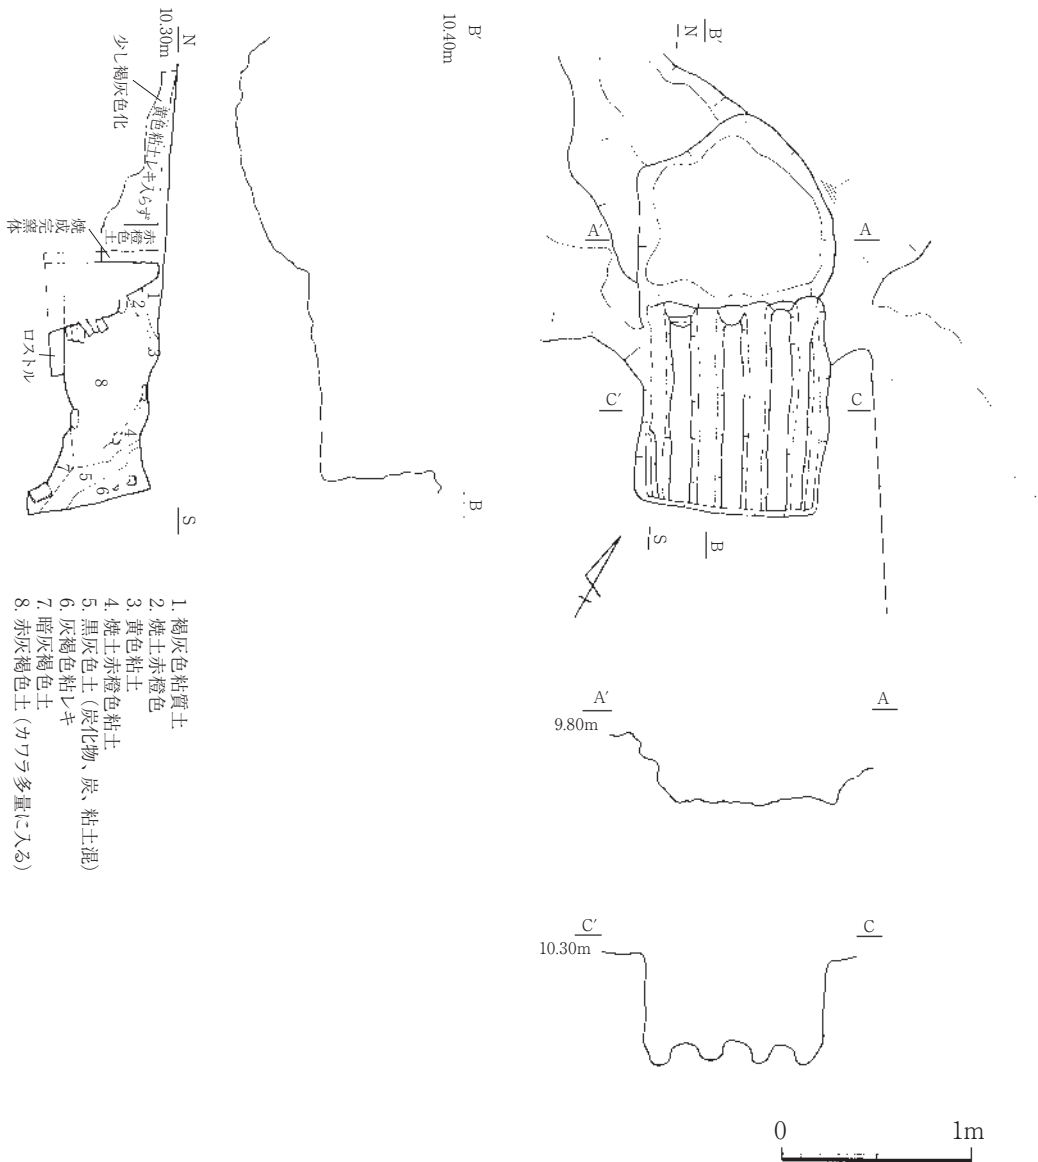 B'
N
A'
A
C'
C
S
B
B'
10.40m
B
N
10.30m
少し褐灰色化
黄色粘土レキ入らず
赤橙色土
焼成完窯体
ロストル
1
2
3
8
4
7
5
6
S
1. 褐灰色粘質土
2. 焼土赤橙色
3. 黄色粘土
4. 焼土赤橙色粘土
5. 黒灰色土 (炭化物、炭、粘土混)
6. 灰褐色粘レキ
7. 暗灰褐色土
8. 赤灰褐色土 (カワラ多量に入る)
A'
A
9.80m
C'
C
10.30m
0
1m